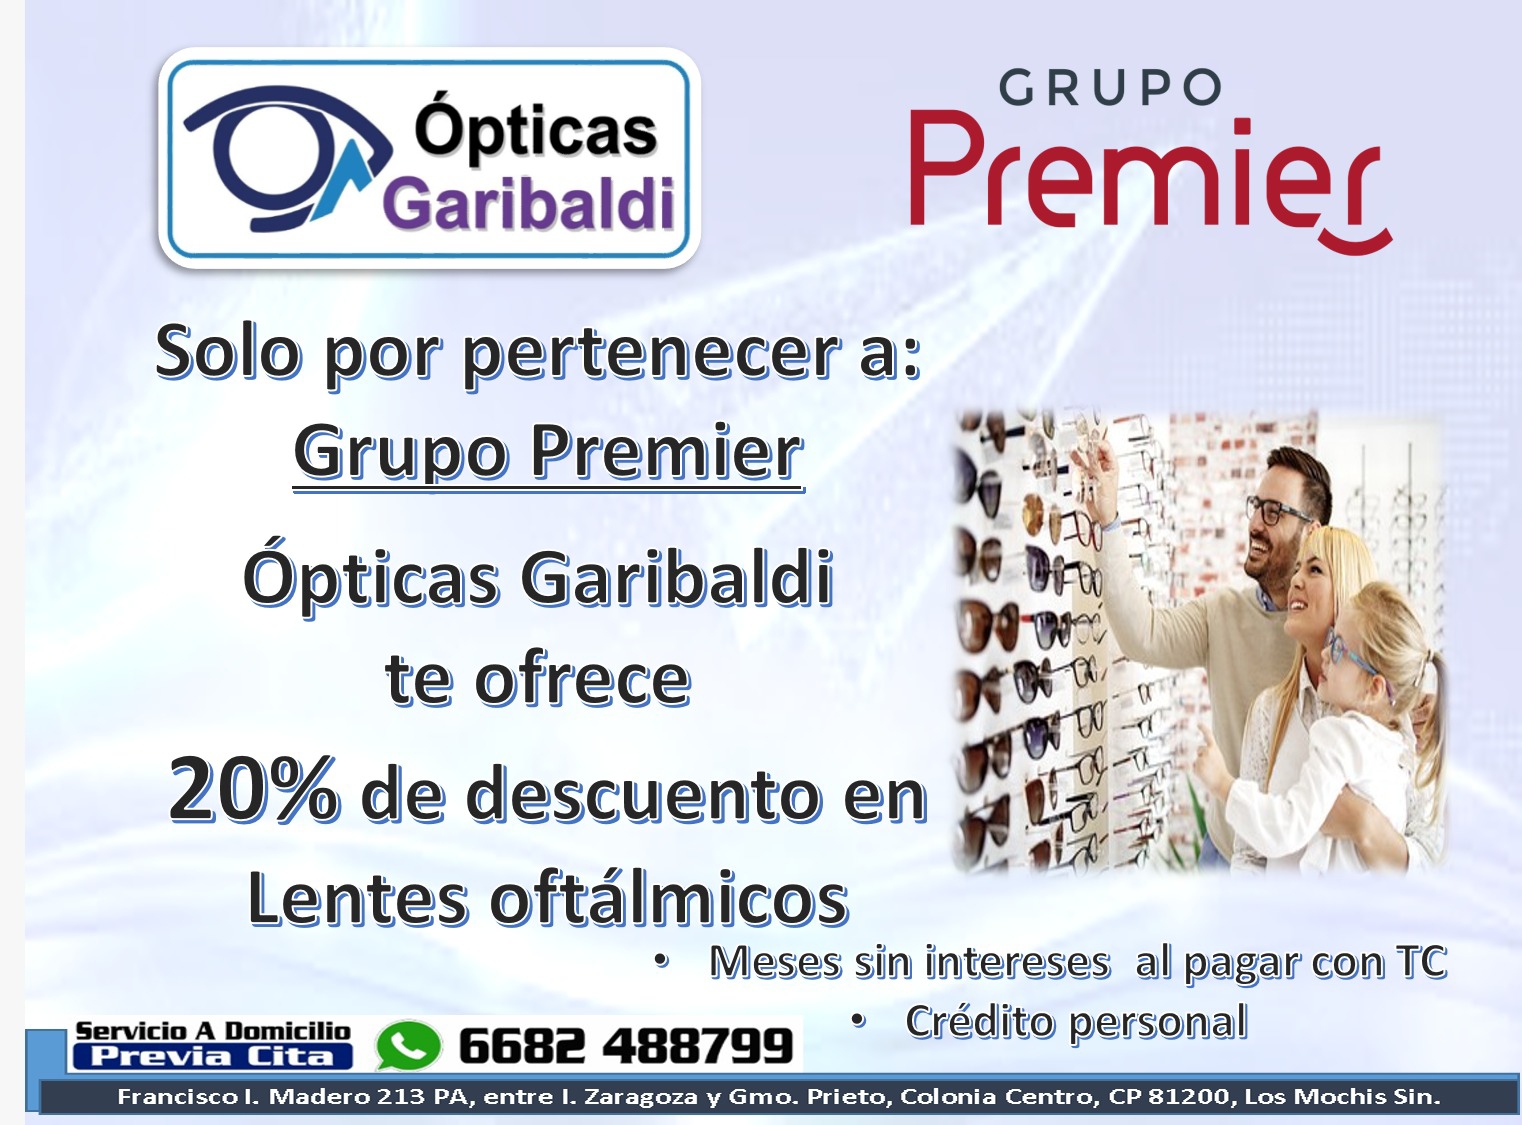 Ópticas
Garibaldi
GRUPO
Premier
Solo por pertenecer a:
Grupo Premier
Ópticas Garibaldi
te ofrece
20% de descuento en
Lentes oftálmicos
• Meses sin intereses al pagar con TC
• Crédito personal
Servicio A Domicilio
Previa Cita
6682 488799
Francisco I. Madero 213 PA, entre I. Zaragoza y Gmo. Prieto, Colonia Centro, CP 81200, Los Mochis Sin.